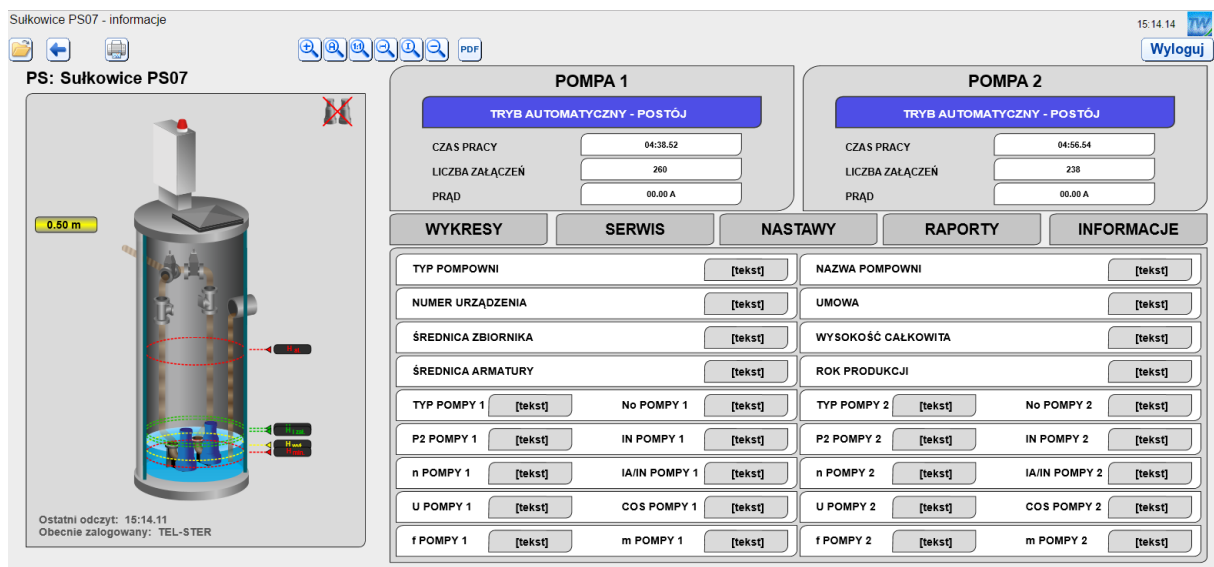 Sułkowice PS07 - informacje
15:14.14
TW
1:1
PDF
Wyloguj
PS: Sułkowice PS07
0.50 m
H al
H zał
H wył
H min
Ostatni odczyt: 15:14.11
Obecnie zalogowany: TEL-STER
POMPA 1
TRYB AUTOMATYCZNY - POSTÓJ
CZAS PRACY 04:38.52
LICZBA ZAŁĄCZEŃ 260
PRĄD 00.00 A
POMPA 2
TRYB AUTOMATYCZNY - POSTÓJ
CZAS PRACY 04:56.54
LICZBA ZAŁĄCZEŃ 238
PRĄD 00.00 A
WYKRESY SERWIS NASTAWY RAPORTY INFORMACJE
TYP POMPOWNI [tekst] NAZWA POMPOWNI [tekst]
NUMER URZĄDZENIA [tekst] UMOWA [tekst]
ŚREDNICA ZBIORNIKA [tekst] WYSOKOŚĆ CAŁKOWITA [tekst]
ŚREDNICA ARMATURY [tekst] ROK PRODUKCJI [tekst]
TYP POMPY 1 [tekst] No POMPY 1 [tekst] TYP POMPY 2 [tekst] No POMPY 2 [tekst]
P2 POMPY 1 [tekst] IN POMPY 1 [tekst] P2 POMPY 2 [tekst] IN POMPY 2 [tekst]
n POMPY 1 [tekst] IA/IN POMPY 1 [tekst] n POMPY 2 [tekst] IA/IN POMPY 2 [tekst]
U POMPY 1 [tekst] COS POMPY 1 [tekst] U POMPY 2 [tekst] COS POMPY 2 [tekst]
f POMPY 1 [tekst] m POMPY 1 [tekst] f POMPY 2 [tekst] m POMPY 2 [tekst]